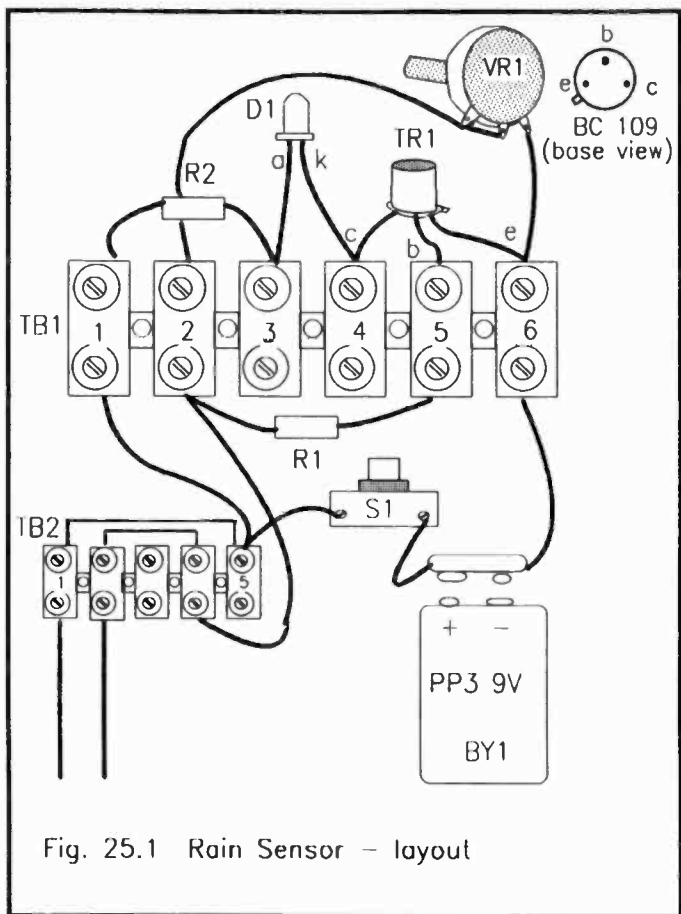 b
VR1
e
c
BC 109
(base view)
D1
TR1
a
k
R2
c
b
e
TB1
1
2
3
4
5
6
R1
S1
TB2
1
5
+ −
PP3 9V
BY1
Fig. 25.1 Rain Sensor – layout